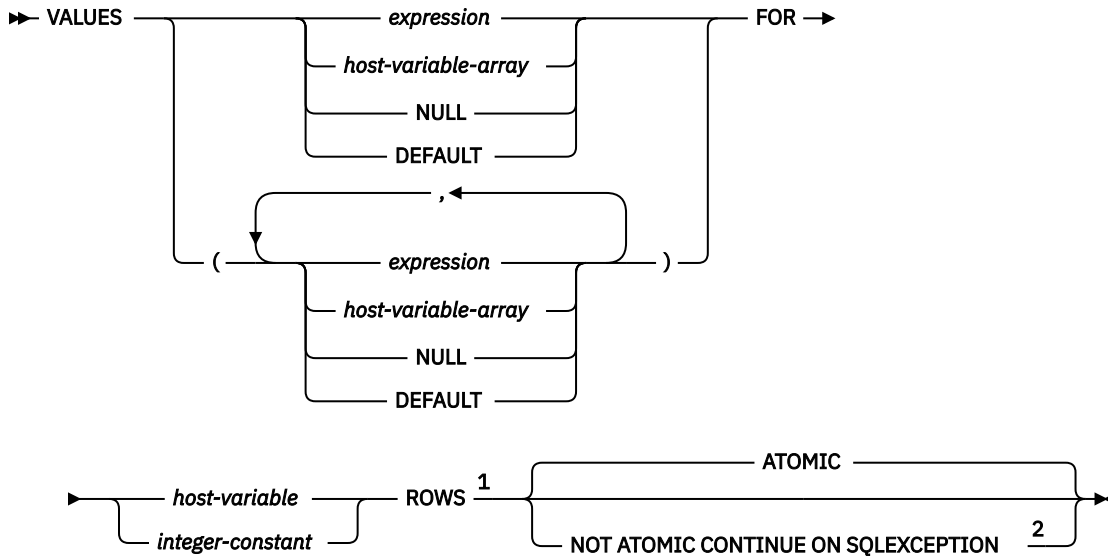 VALUES expression FOR
host-variable-array
NULL
DEFAULT
,
( expression )
host-variable-array
NULL
DEFAULT
host-variable ROWS 1 ATOMIC
integer-constant NOT ATOMIC CONTINUE ON SQLEXCEPTION 2